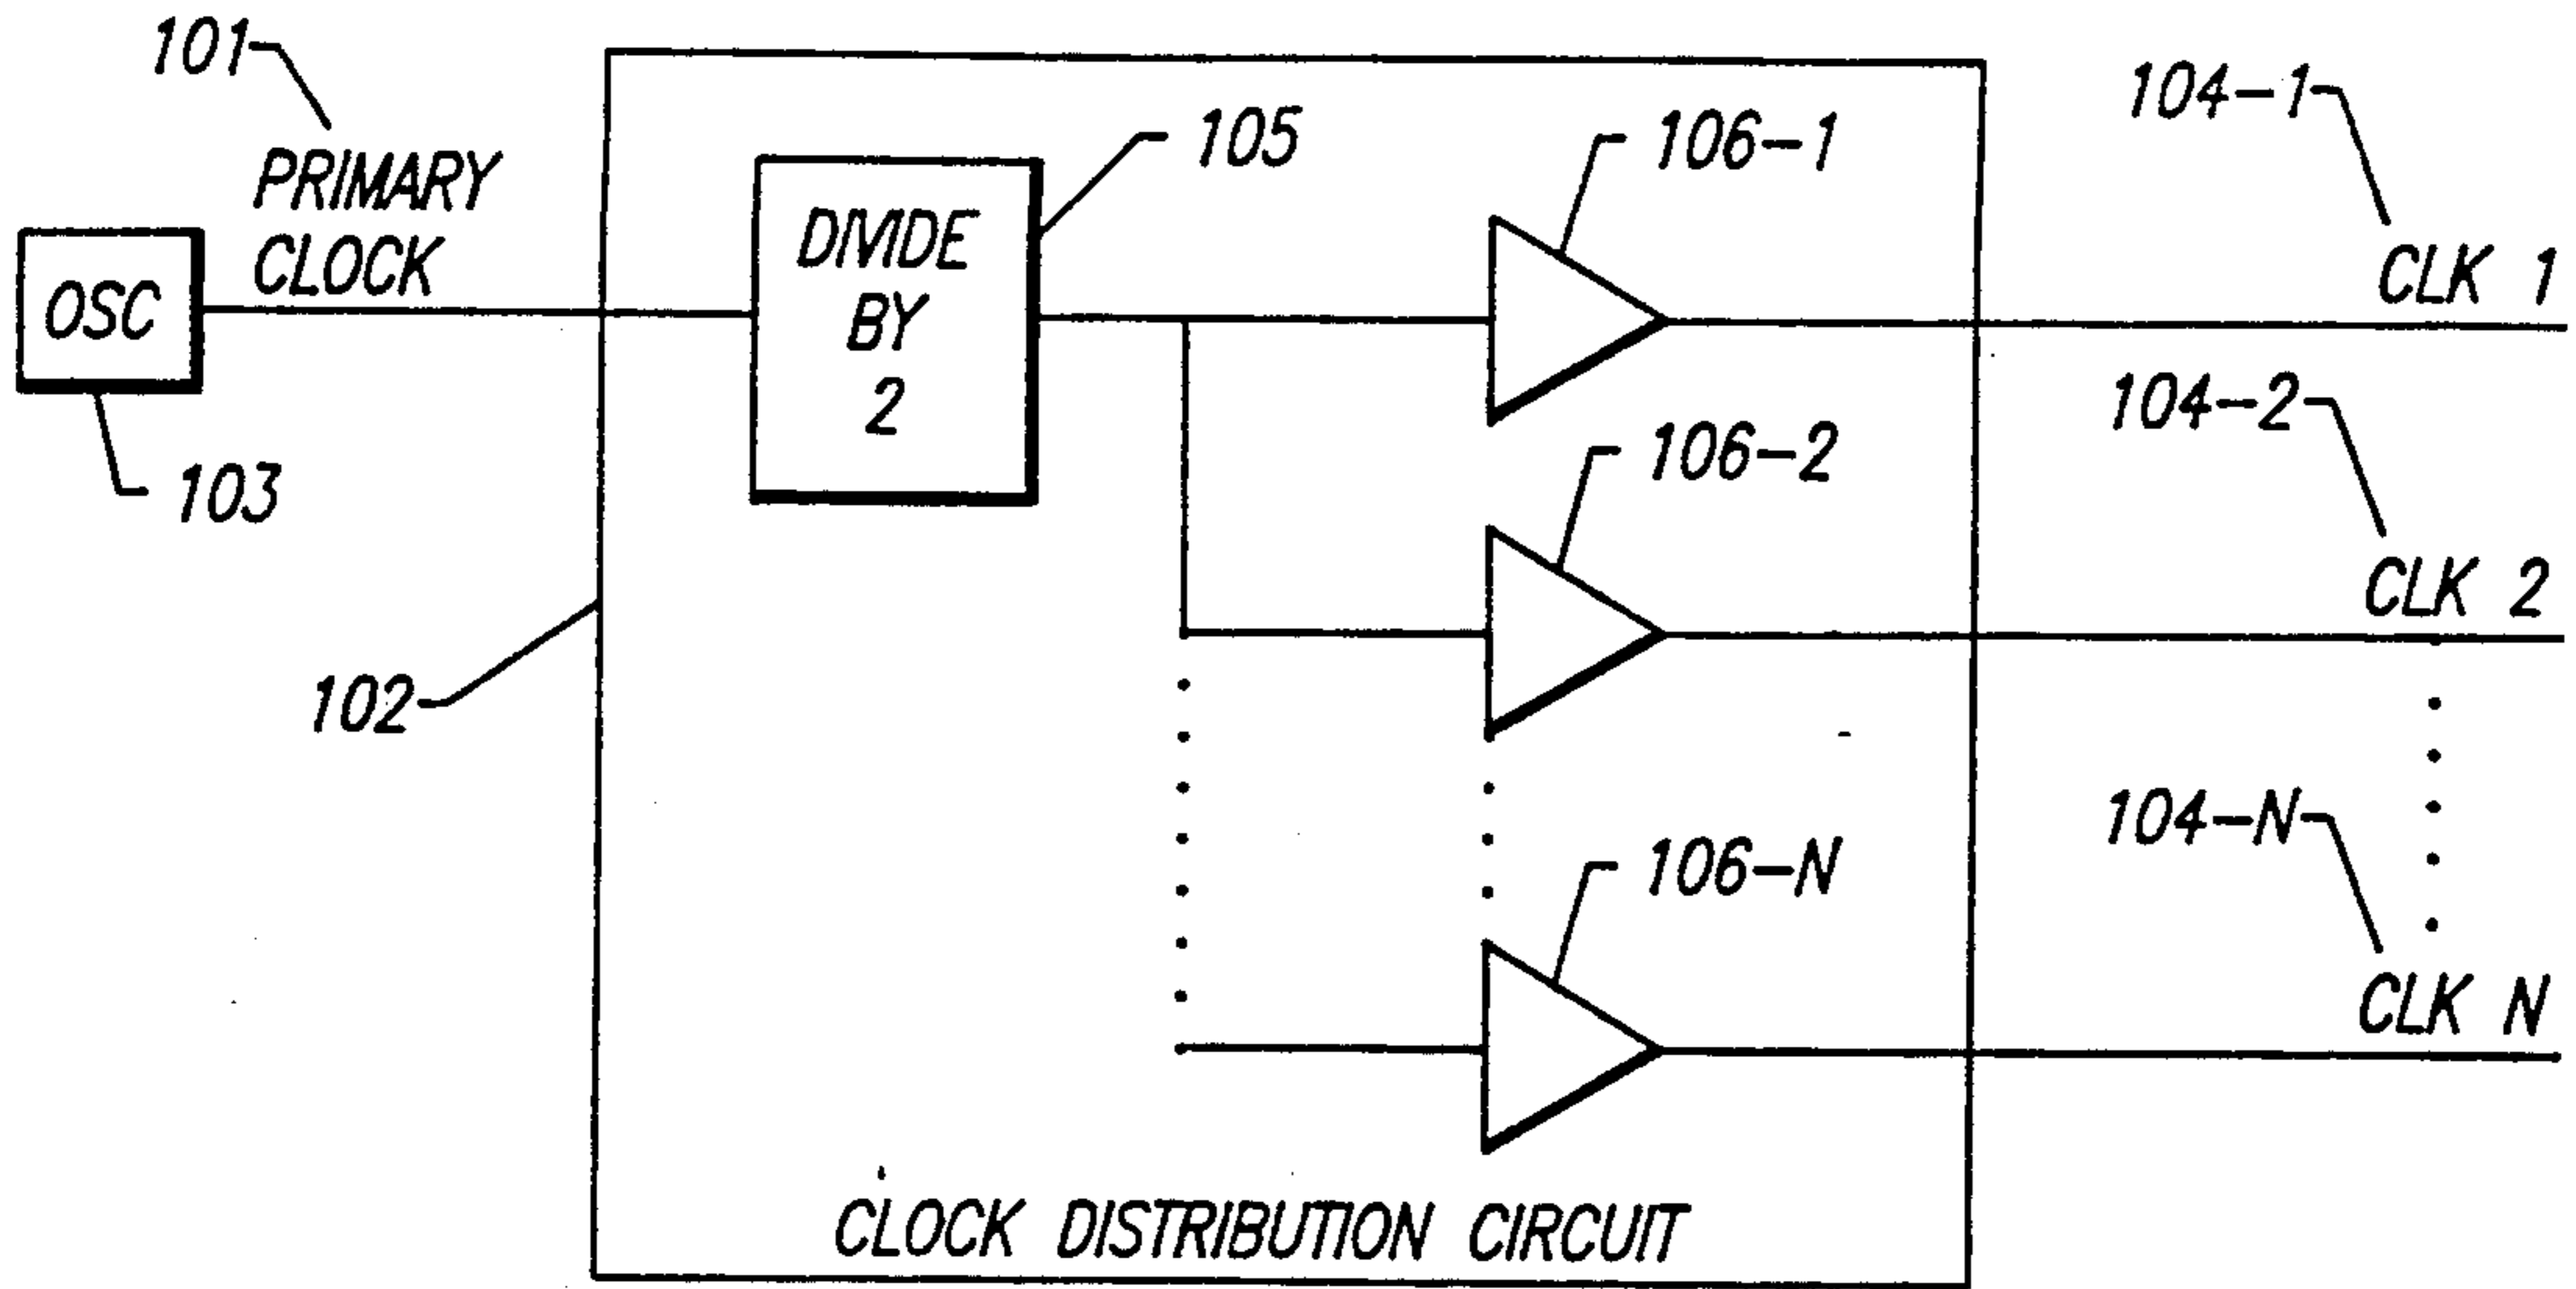 101
PRIMARY
CLOCK
OSC
103
102
DIVIDE
BY
2
105
106-1
106-2
106-N
104-1
CLK 1
104-2
CLK 2
104-N
CLK N
CLOCK DISTRIBUTION CIRCUIT